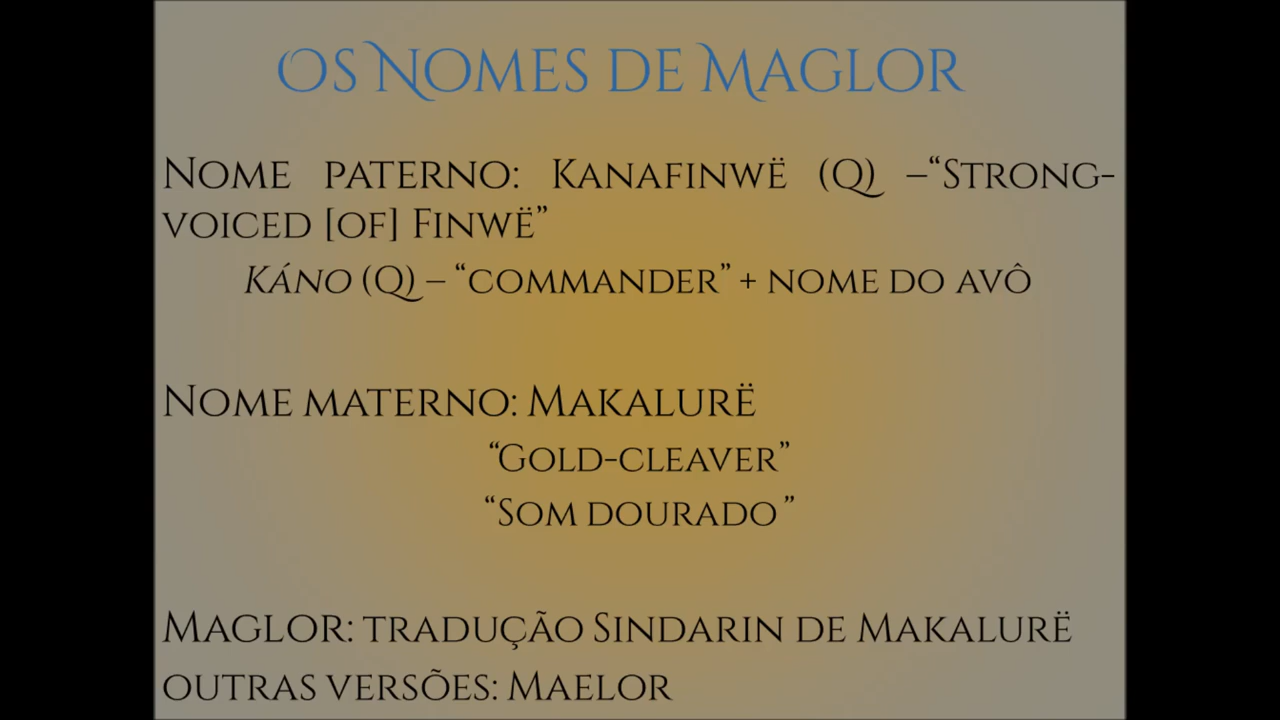 Os Nomes de Maglor
Nome paterno: Kanafinwë (Q) –“Strong-
voiced [of] Finwë”
Káno (Q) – “commander” + nome do avô
Nome materno: Makalurë
“Gold-cleaver”
“Som dourado”
Maglor: tradução Sindarin de Makalurë
outras versões: Maelor